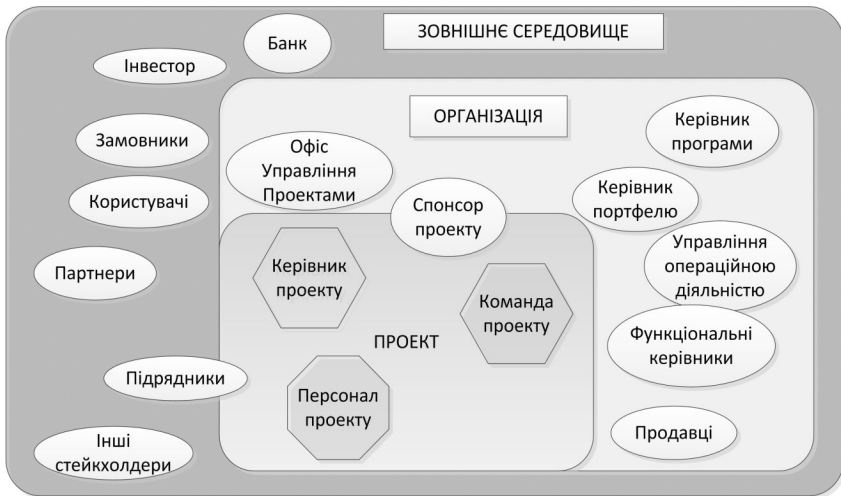 Банк
ЗОВНІШНЄ СЕРЕДОВИЩЕ
Інвестор
ОРГАНІЗАЦІЯ
Керівник
програми
Замовники
Офіс
Управління
Проектами
Користувачі
Спонсор
проекту
Керівник
портфелю
Управління
операційною
діяльністю
Партнери
Керівник
проекту
Команда
проекту
ПРОЕКТ
Функціональні
керівники
Підрядники
Персонал
проекту
Продавці
Інші
стейкхолдери